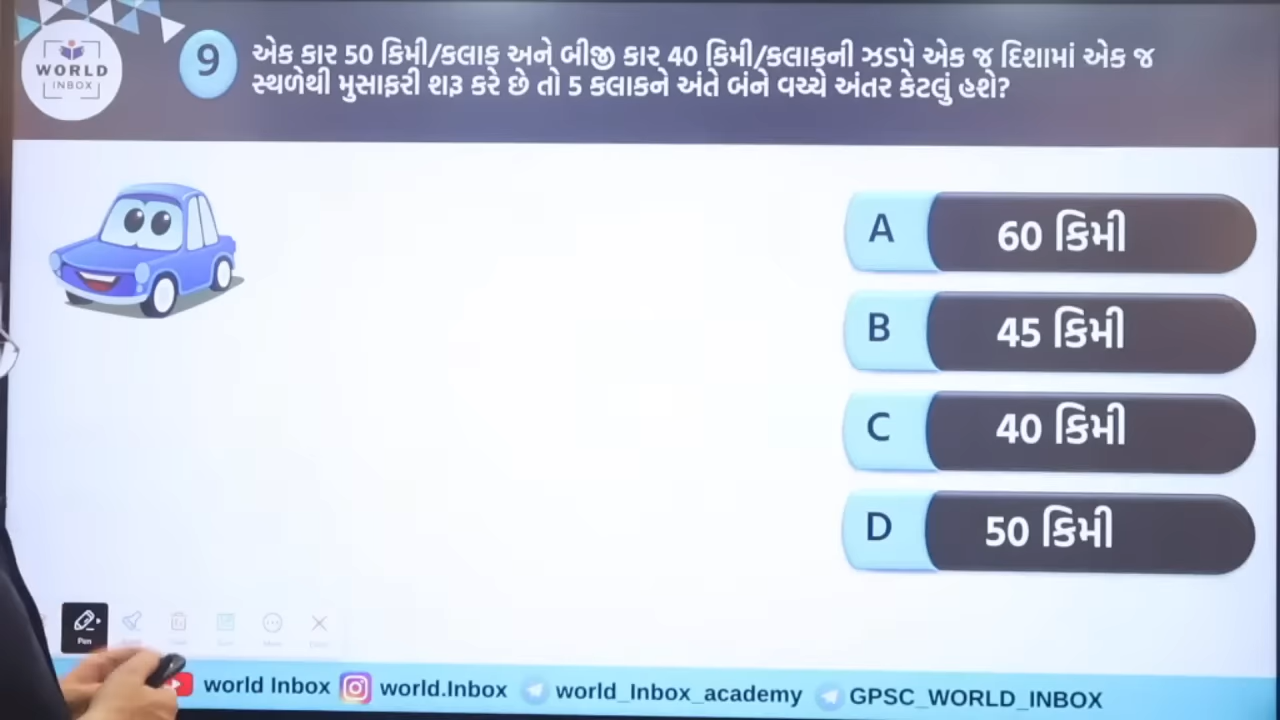 WORLD
INBOX
9
એક કાર 50 કિમી/કલાક અને બીજી કાર 40 કિમી/કલાકની ઝડપે એક જ દિશામાં એક જ
સ્થળેથી મુસાફરી શરૂ કરે છે તો 5 કલાકને અંતે બંને વચ્ચે અંતર કેટલું હશે?
A 60 કિમી
B 45 કિમી
C 40 કિમી
D 50 કિમી
Pen
world Inbox world.Inbox world_Inbox_academy GPSC_WORLD_INBOX